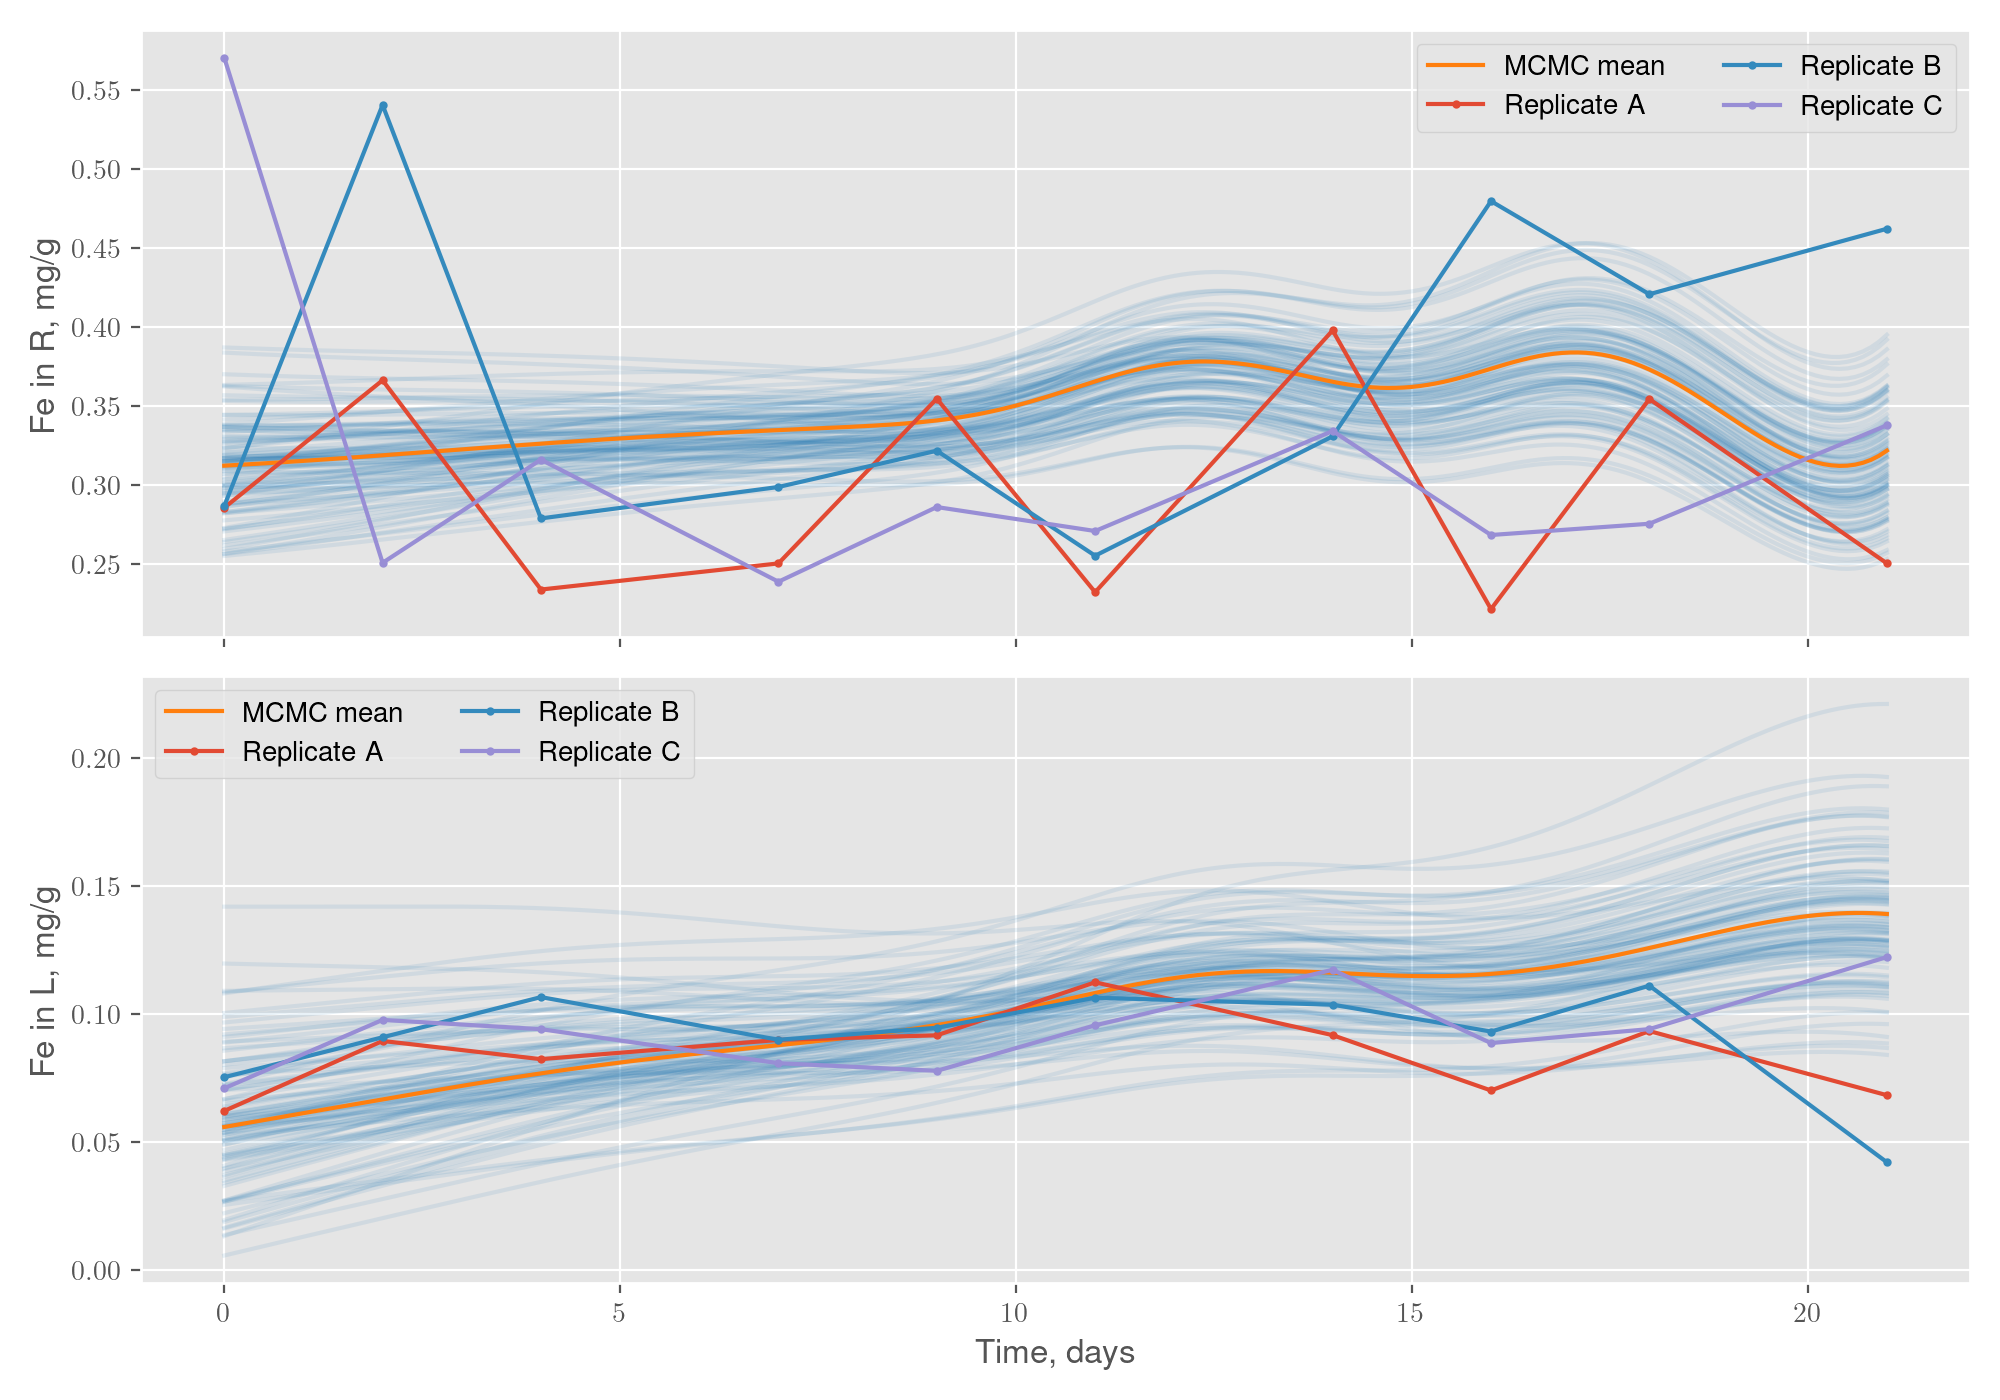 Fe in R, mg/g
0.55
0.50
0.45
0.40
0.35
0.30
0.25
MCMC mean
Replicate A
Replicate B
Replicate C
Fe in L, mg/g
0.20
0.15
0.10
0.05
0.00
MCMC mean
Replicate A
Replicate B
Replicate C
0 5 10 15 20
Time, days